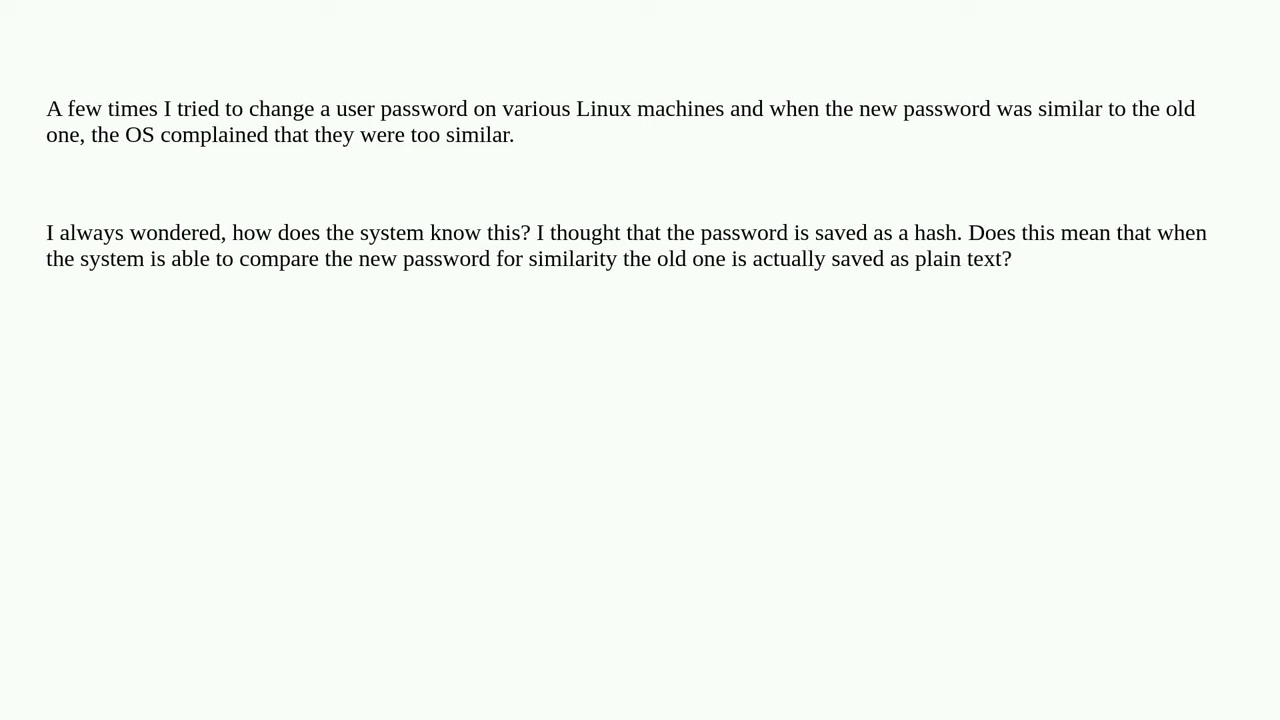 A few times I tried to change a user password on various Linux machines and when the new password was similar to the old
one, the OS complained that they were too similar.
I always wondered, how does the system know this? I thought that the password is saved as a hash. Does this mean that when
the system is able to compare the new password for similarity the old one is actually saved as plain text?